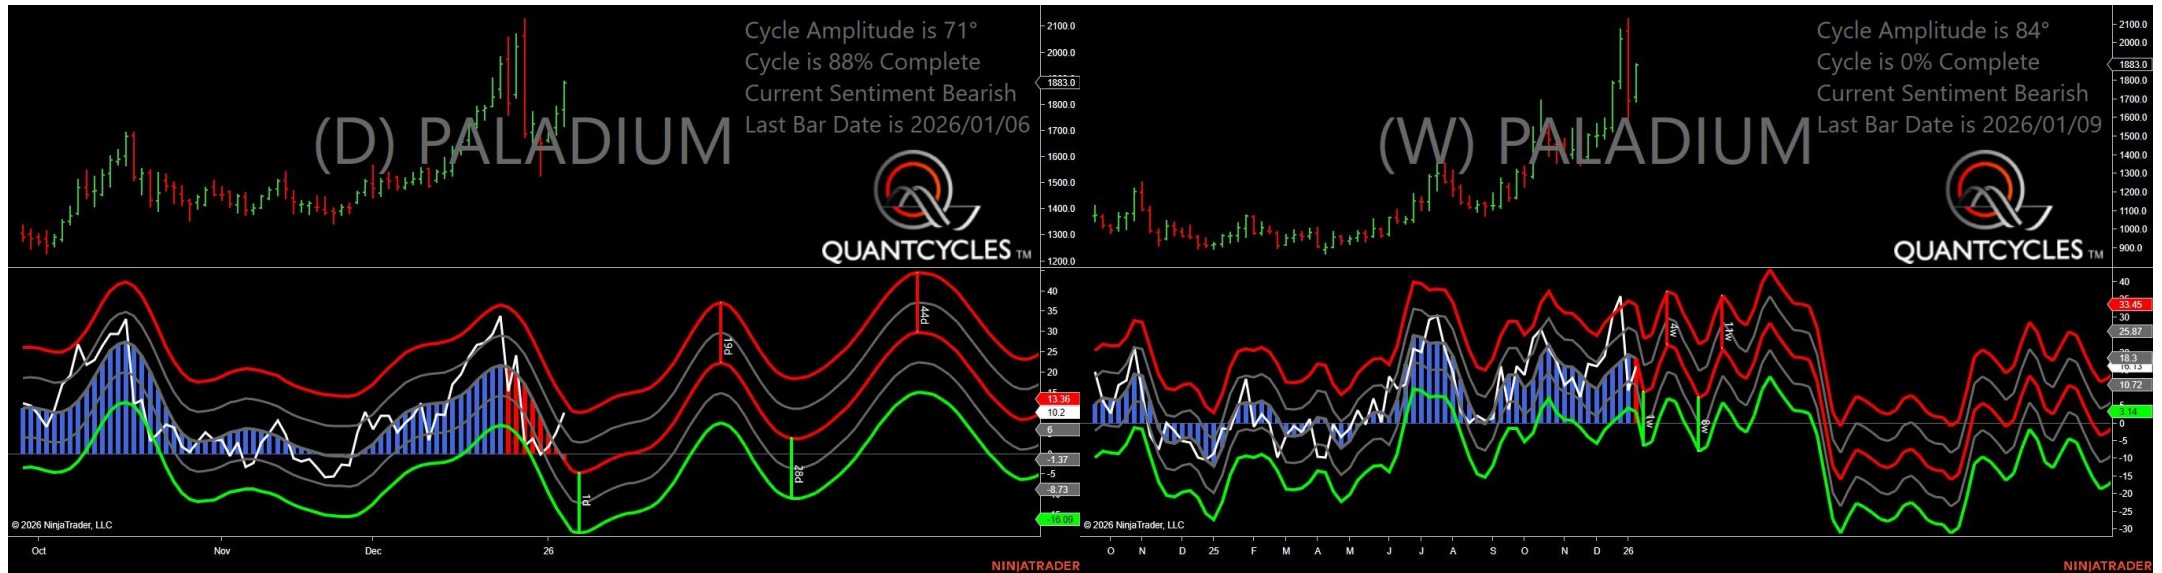 Cycle Amplitude is 71°
Cycle is 88% Complete
Current Sentiment Bearish
Last Bar Date is 2026/01/06
(D) PALADIUM
QUANTCYCLES TM
2100.0
2000.0
1883.0
1800.0
1700.0
1600.0
1500.0
1400.0
1300.0
1200.0
40
35
30
25
20
13.36
10.2
6
-1.37
-5
-8.73
-16.09
19d
44d
1d
28d
© 2026 NinjaTrader, LLC
Oct Nov Dec 26
NINJATRADER
Cycle Amplitude is 84°
Cycle is 0% Complete
Current Sentiment Bearish
Last Bar Date is 2026/01/09
(W) PALADIUM
QUANTCYCLES TM
2100.0
2000.0
1883.0
1800.0
1700.0
1600.0
1500.0
1400.0
1300.0
1200.0
1100.0
1000.0
900.0
40
33.45
30
25.87
18.3
16.13
10.72
3.14
0
-5
-10
-15
-20
-25
-30
4w
11w
1w
© 2026 NinjaTrader, LLC
O N D 25 F M A M J J A S O N D 26
NINJATRADER